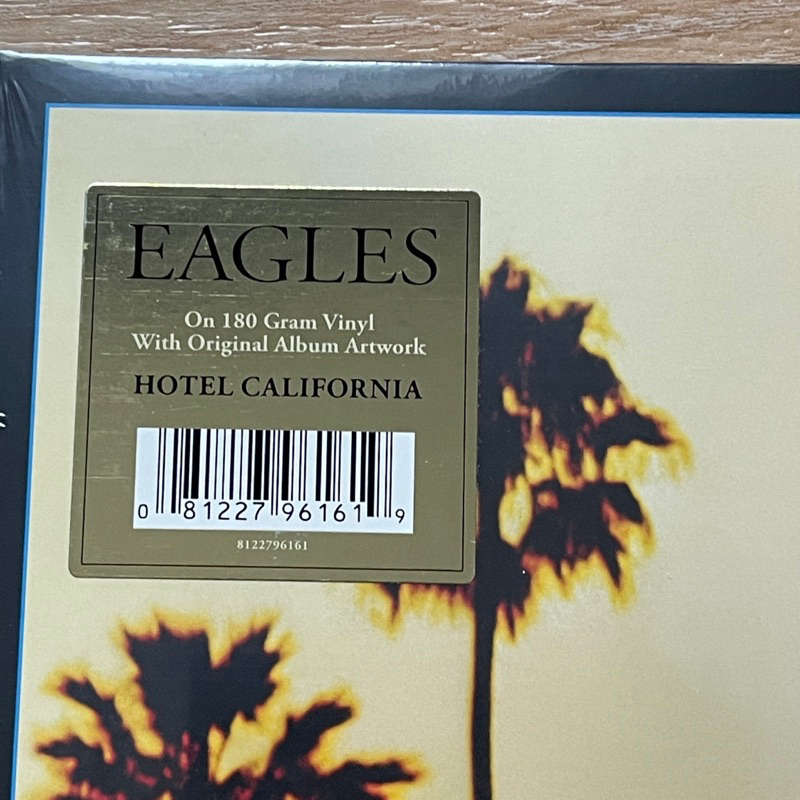 EAGLES
On 180 Gram Vinyl
With Original Album Artwork
HOTEL CALIFORNIA
0 81227 96161 9
8122796161